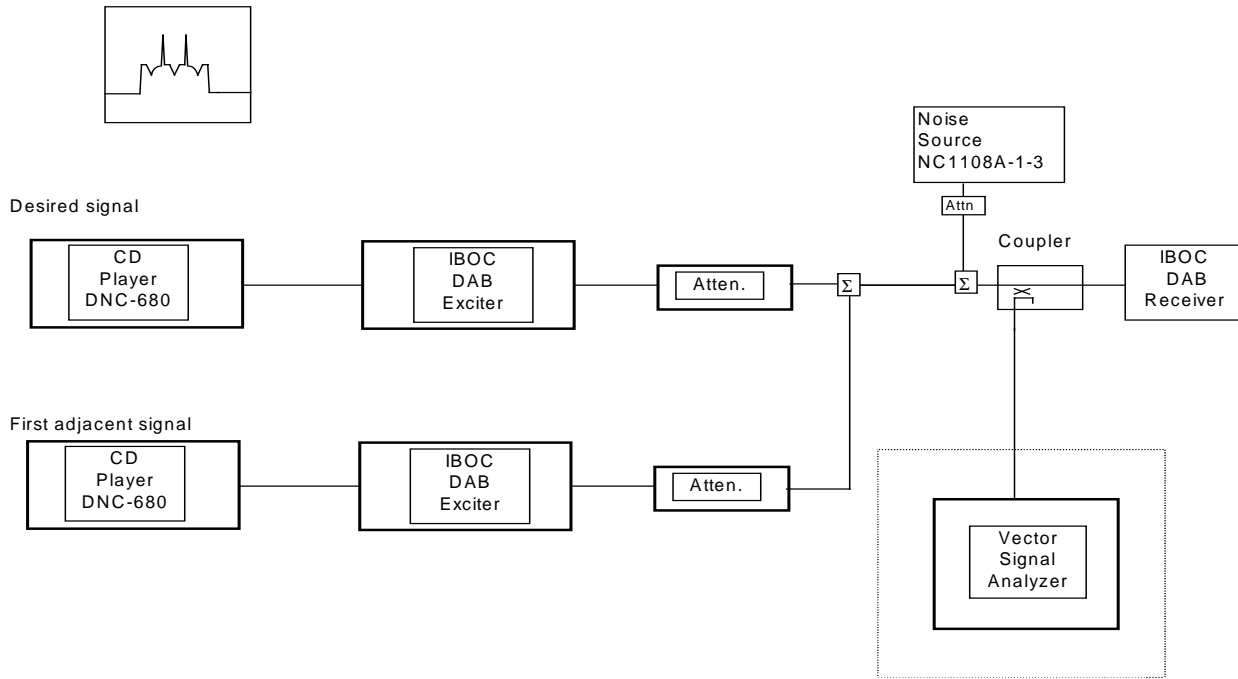 Noise
Source
NC1108A-1-3
Attn
Desired signal
CD
Player
DNC-680
IBOC
DAB
Exciter
Atten.
Σ
Σ
Coupler
IBOC
DAB
Receiver
First adjacent signal
CD
Player
DNC-680
IBOC
DAB
Exciter
Atten.
Vector
Signal
Analyzer